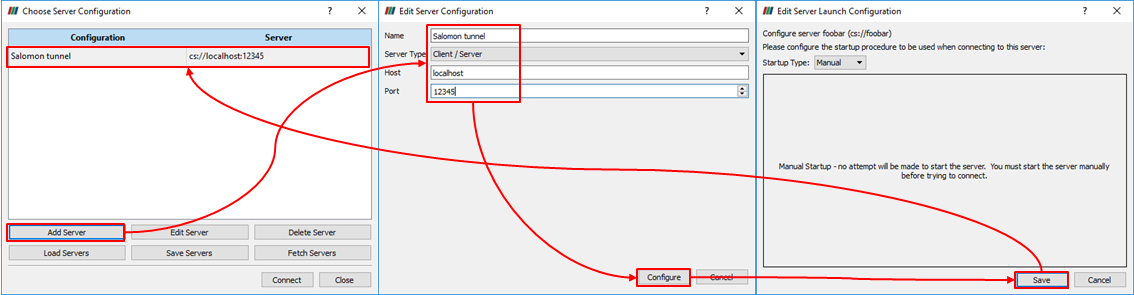 Choose Server Configuration
Configuration Server
Salomon tunnel cs://localhost:12345
Add Server Edit Server Delete Server
Load Servers Save Servers Fetch Servers
Connect Close
Edit Server Configuration
Name Salomon tunnel
Server Type Client / Server
Host localhost
Port 12345
Configure Cancel
Edit Server Launch Configuration
Configure server foobar (cs://foobar)
Please configure the startup procedure to be used when connecting to this server:
Startup Type: Manual
Manual Startup - no attempt will be made to start the server. You must start the server manually
before trying to connect.
Save Cancel